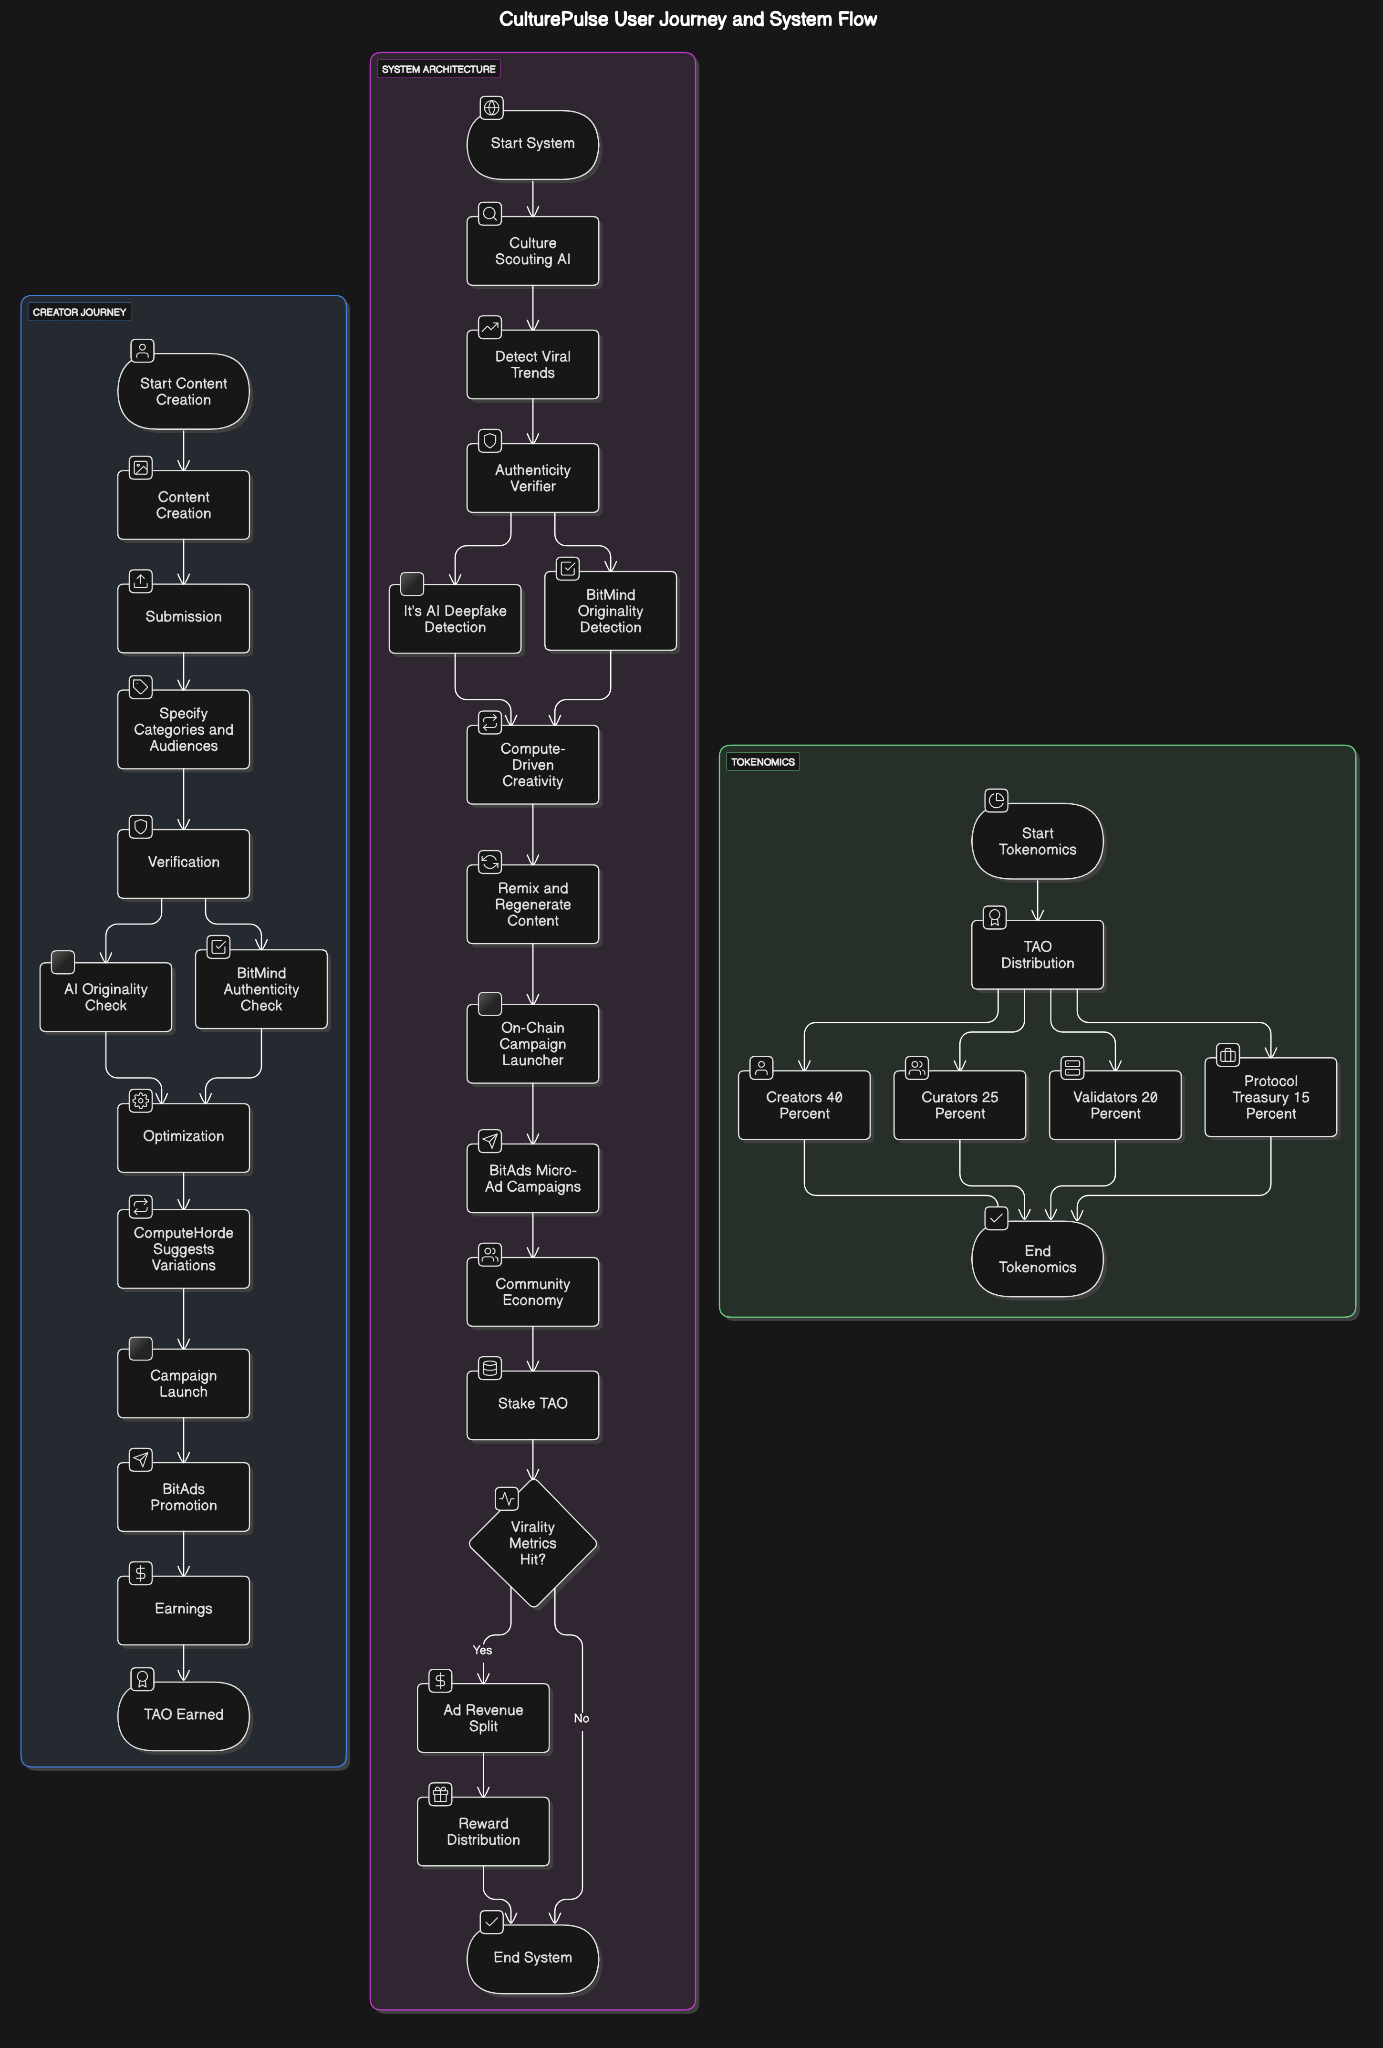 CulturePulse User Journey and System Flow
CREATOR JOURNEY
Start Content
Creation
Content
Creation
Submission
Specify
Categories and
Audiences
Verification
AI Originality
Check
BitMind
Authenticity
Check
Optimization
ComputeHorde
Suggests
Variations
Campaign
Launch
BitAds
Promotion
Earnings
TAO Earned
SYSTEM ARCHITECTURE
Start System
Culture
Scouting AI
Detect Viral
Trends
Authenticity
Verifier
It's AI Deepfake
Detection
BitMind
Originality
Detection
Compute-
Driven
Creativity
Remix and
Regenerate
Content
On-Chain
Campaign
Launcher
BitAds Micro-
Ad Campaigns
Community
Economy
Stake TAO
Virality
Metrics
Hit?
Yes
No
Ad Revenue
Split
Reward
Distribution
End System
TOKENOMICS
Start
Tokenomics
TAO
Distribution
Creators 40
Percent
Curators 25
Percent
Validators 20
Percent
Protocol
Treasury 15
Percent
End
Tokenomics